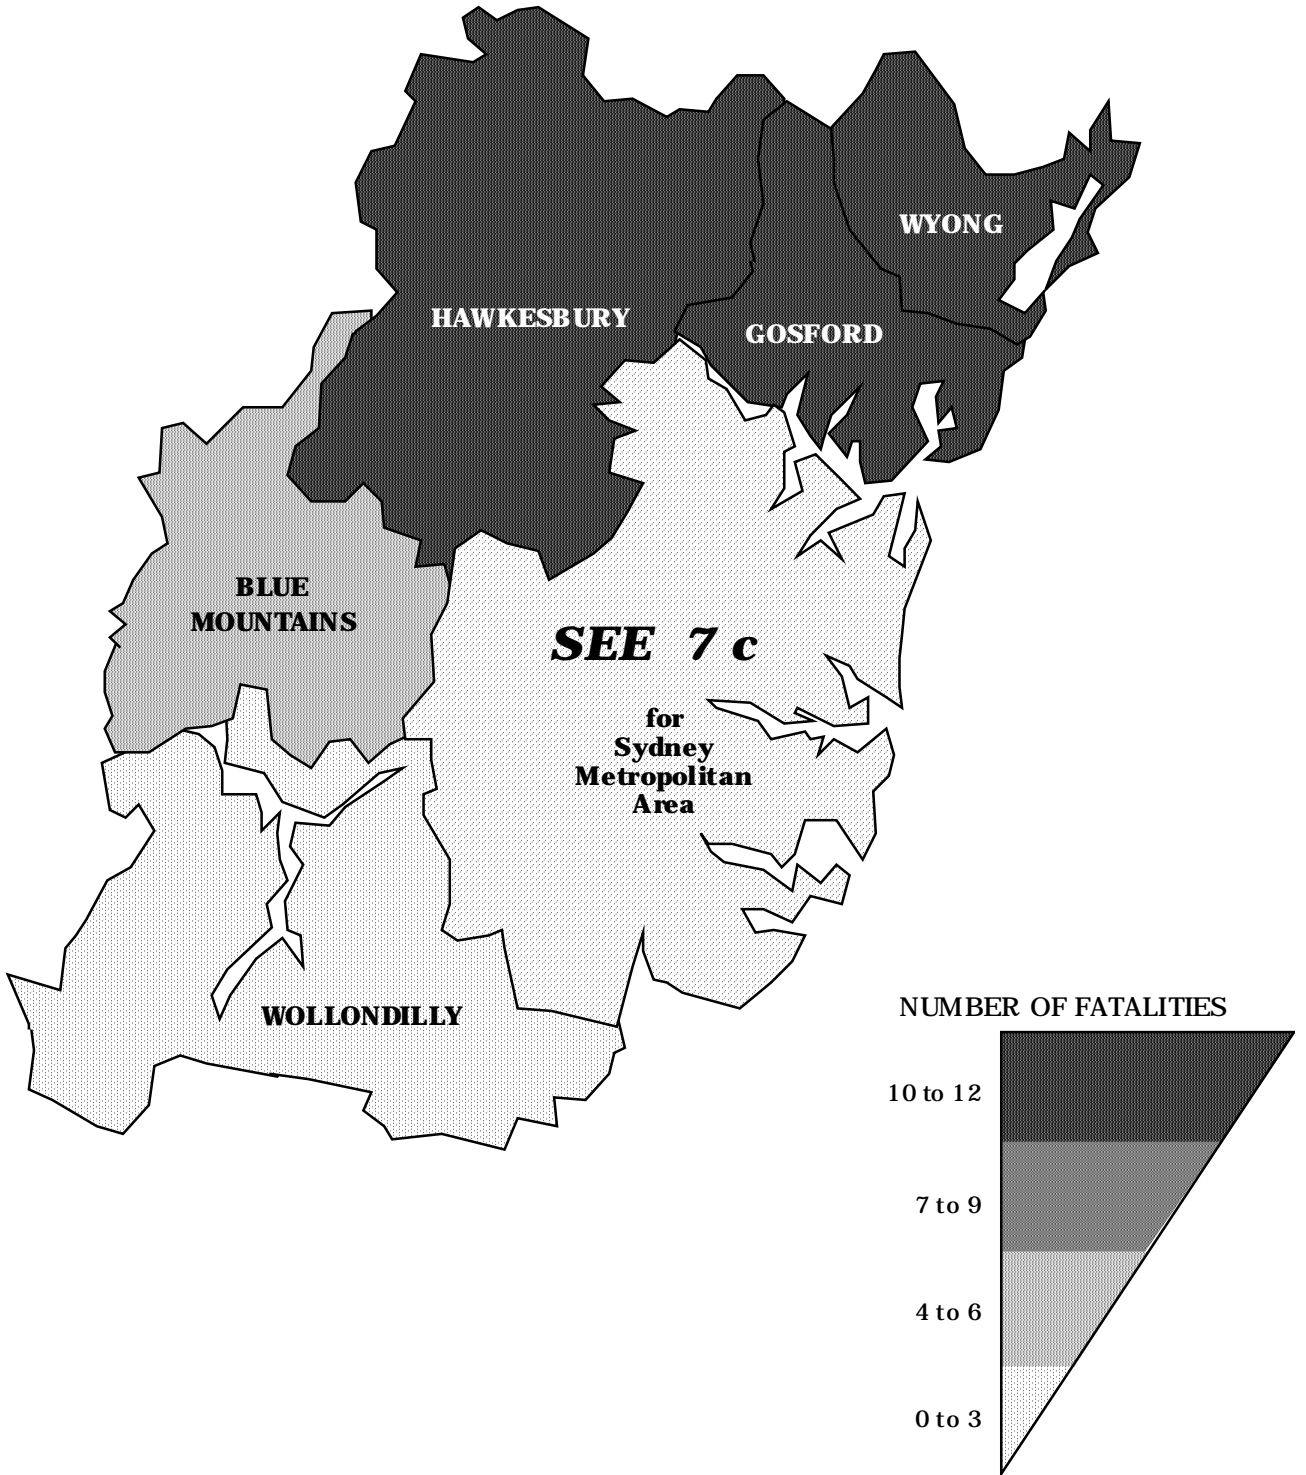 WYONG
HAWKESBURY
GOSFORD
BLUE
MOUNTAINS
SEE 7 c
for
Sydney
Metropolitan
Area
WOLLONDILLY
NUMBER OF FATALITIES
10 to 12
7 to 9
4 to 6
0 to 3